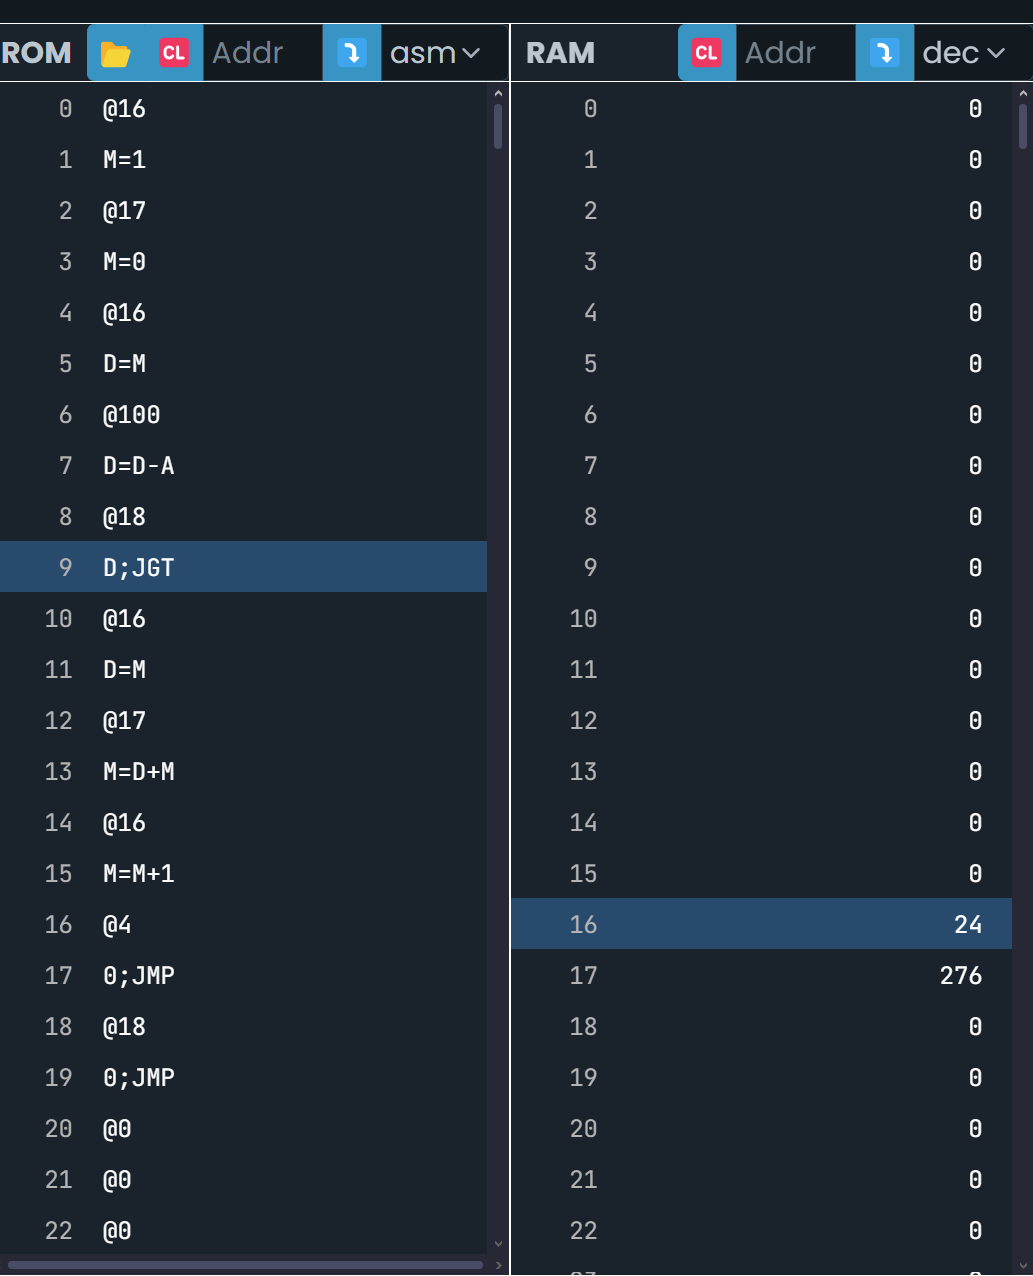 ROM CL Addr asm RAM CL Addr dec
0 @16 0 0
1 M=1 1 0
2 @17 2 0
3 M=0 3 0
4 @16 4 0
5 D=M 5 0
6 @100 6 0
7 D=D-A 7 0
8 @18 8 0
9 D;JGT 9 0
10 @16 10 0
11 D=M 11 0
12 @17 12 0
13 M=D+M 13 0
14 @16 14 0
15 M=M+1 15 0
16 @4 16 24
17 0;JMP 17 276
18 @18 18 0
19 0;JMP 19 0
20 @0 20 0
21 @0 21 0
22 @0 22 0